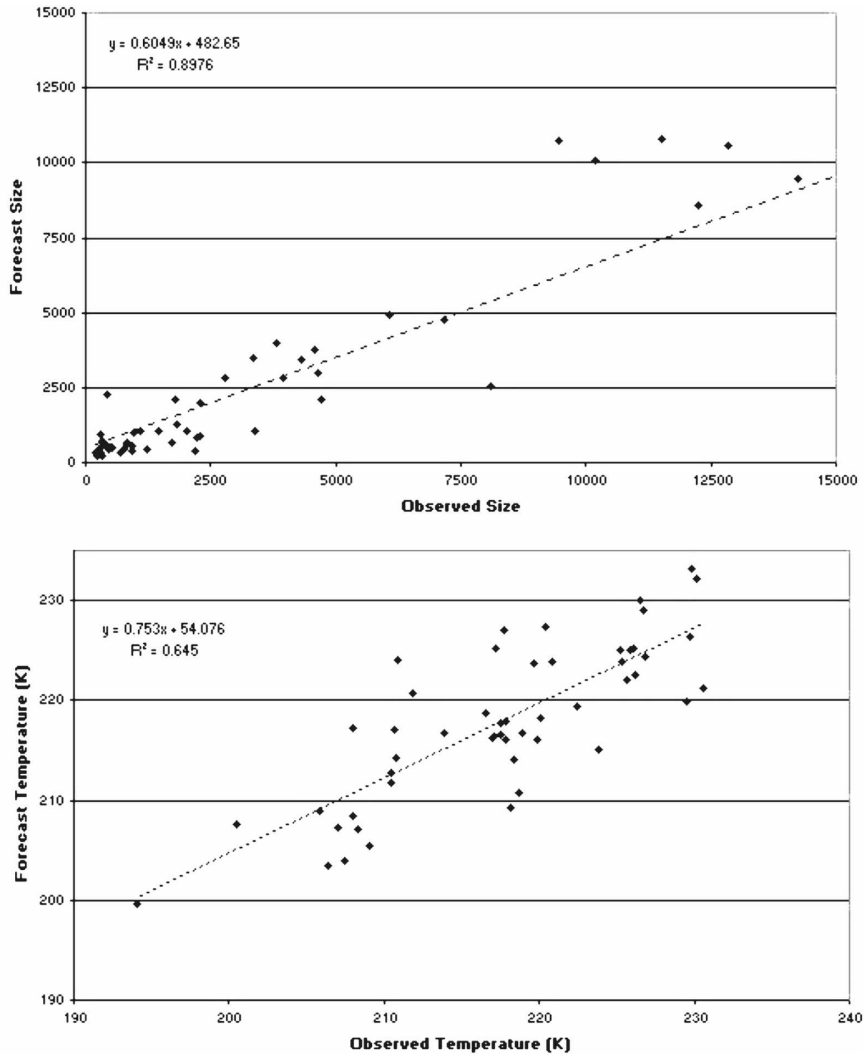 15000
y = 0.6049x + 482.65
R² = 0.8976
12500
10000
7500
5000
2500
0
Forecast Size
0 2500 5000 7500 10000 12500 15000
Observed Size
y = 0.753x + 54.076
R² = 0.645
230
220
210
200
190
Forecast Temperature (K)
190 200 210 220 230 240
Observed Temperature (K)